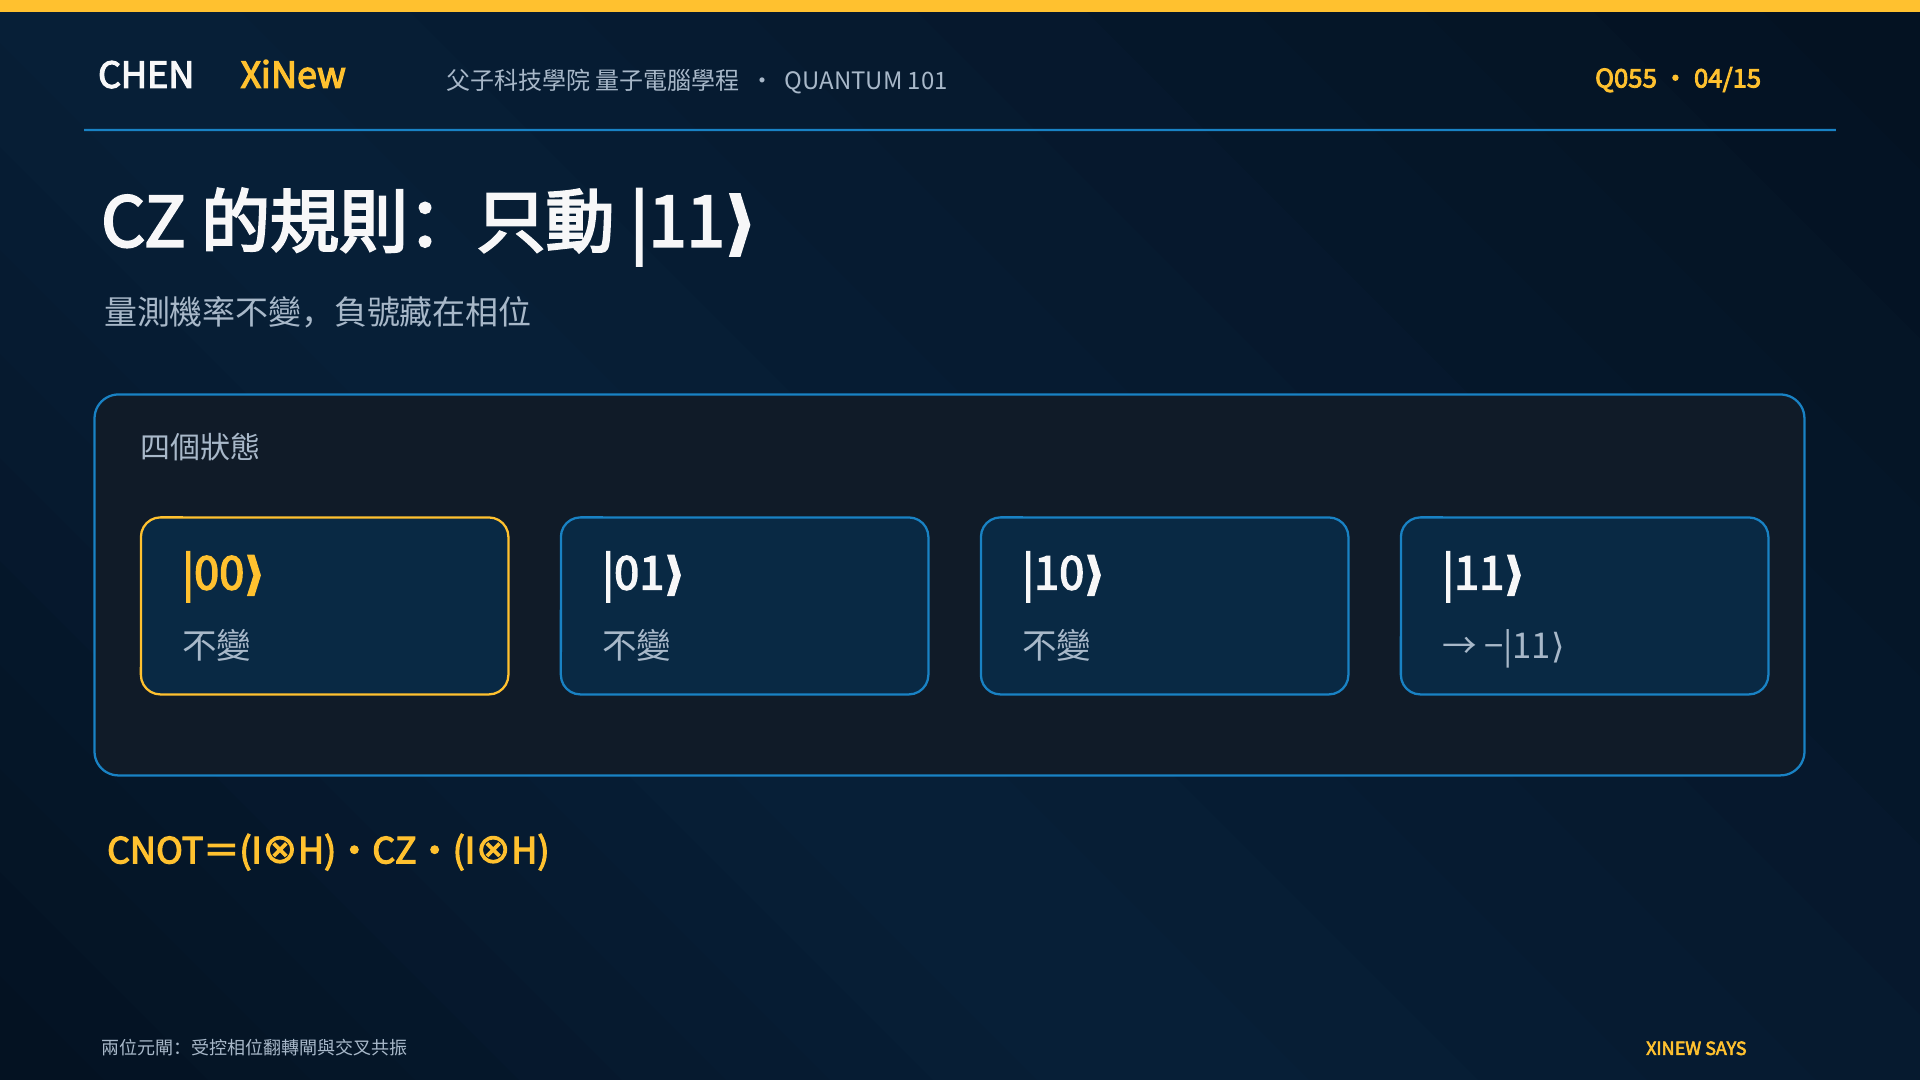 CHEN XiNew 父子科技學院 量子電腦學程 · QUANTUM 101 Q055 · 04/15
CZ 的規則：只動 |11⟩
量測機率不變，負號藏在相位
四個狀態
|00⟩ |01⟩ |10⟩ |11⟩
不變 不變 不變 → −|11⟩
CNOT＝(I⊗H)・CZ・(I⊗H)
兩位元閘：受控相位翻轉閘與交叉共振 XINEW SAYS